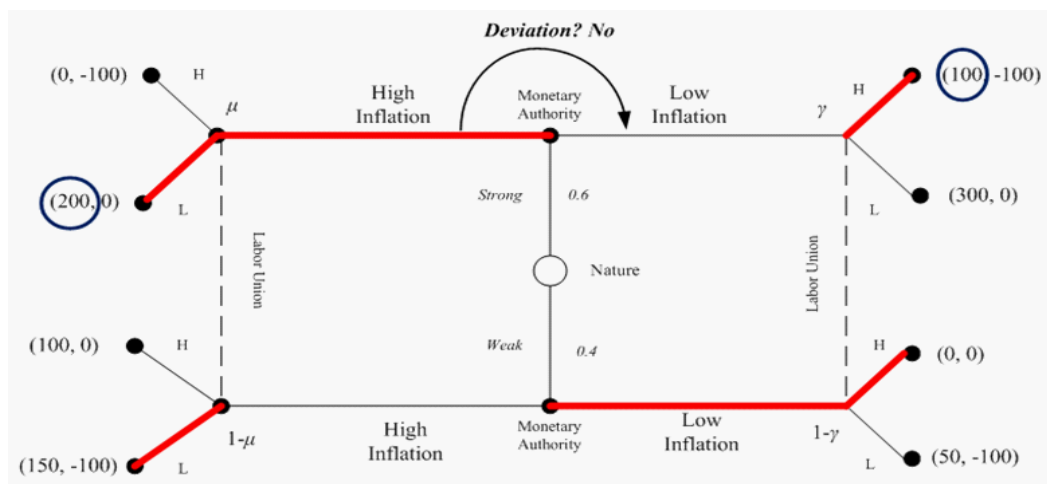 Deviation? No
(0, -100)
H
High
Inflation
Monetary
Authority
Low
Inflation
H
(100, -100)
μ
γ
(200, 0)
L
Strong
0.6
L
(300, 0)
Labor Union
Nature
Labor Union
(100, 0)
H
Weak
0.4
H
(0, 0)
1-μ
High
Inflation
Monetary
Authority
Low
Inflation
1-γ
(150, -100)
L
L
(50, -100)